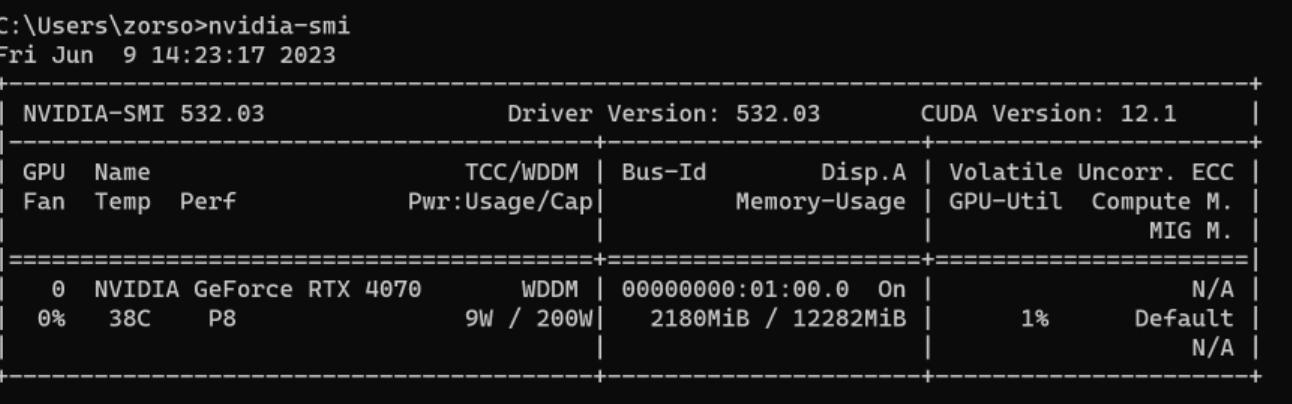 C:\Users\zorso>nvidia-smi
Fri Jun  9 14:23:17 2023
+---------------------------------------------------------------------------------------+
| NVIDIA-SMI 532.03                 Driver Version: 532.03       CUDA Version: 12.1     |
|-----------------------------------------+----------------------+----------------------+
| GPU  Name                      TCC/WDDM | Bus-Id        Disp.A | Volatile Uncorr. ECC |
| Fan  Temp  Perf            Pwr:Usage/Cap|         Memory-Usage | GPU-Util  Compute M. |
|                                         |                      |               MIG M. |
|=========================================+======================+======================|
|   0  NVIDIA GeForce RTX 4070       WDDM | 00000000:01:00.0  On |                  N/A |
|  0%   38C    P8                9W / 200W|   2180MiB / 12282MiB |      1%      Default |
|                                         |                      |                  N/A |
+-----------------------------------------+----------------------+----------------------+